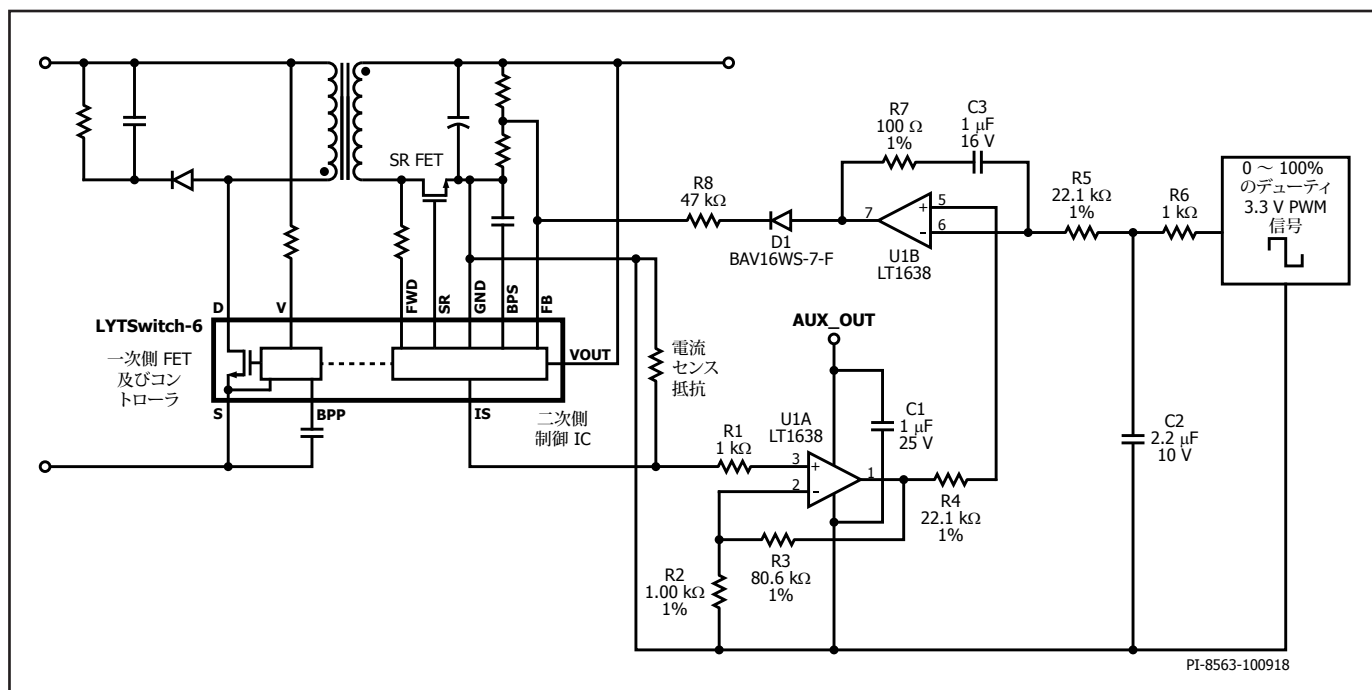 SR FET
R8
47 kΩ
D1
BAV16WS-7-F
R7
100 Ω
1%
C3
1 μF
16 V
7
5
+
-
6
U1B
LT1638
R5
22.1 kΩ
1%
R6
1 kΩ
0 ～ 100%
のデューティ
3.3 V PWM
信号
D
V
FWD
SR
GND
BPS
FB
LYTSwitch-6
VOUT
一次側 FET
及びコント
ローラ
S
BPP
IS
二次側
制御 IC
電流
センス
抵抗
AUX_OUT
U1A
LT1638
C1
1 μF
25 V
R1
1 kΩ
3
+
2
-
1
R4
22.1 kΩ
1%
R3
80.6 kΩ
1%
R2
1.00 kΩ
1%
C2
2.2 μF
10 V
PI-8563-100918